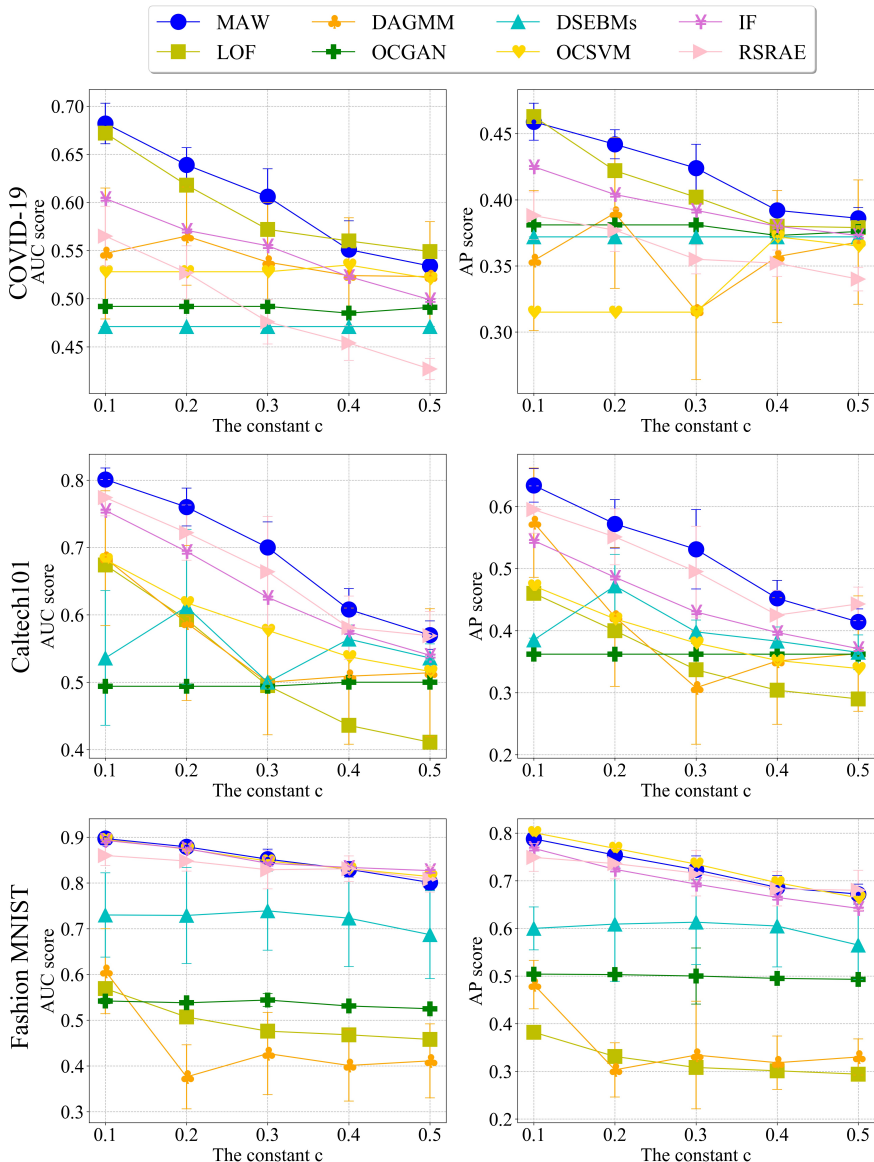 MAW DAGMM DSEBMs IF
LOF OCGAN OCSVM RSRAE
COVID-19
AUC score
0.70
0.65
0.60
0.55
0.50
0.45
0.1 0.2 0.3 0.4 0.5
The constant c
AP score
0.45
0.40
0.35
0.30
0.1 0.2 0.3 0.4 0.5
The constant c
Caltech101
AUC score
0.8
0.7
0.6
0.5
0.4
0.1 0.2 0.3 0.4 0.5
The constant c
AP score
0.6
0.5
0.4
0.3
0.2
0.1 0.2 0.3 0.4 0.5
The constant c
Fashion MNIST
AUC score
0.9
0.8
0.7
0.6
0.5
0.4
0.3
0.1 0.2 0.3 0.4 0.5
The constant c
AP score
0.8
0.7
0.6
0.5
0.4
0.3
0.2
0.1 0.2 0.3 0.4 0.5
The constant c